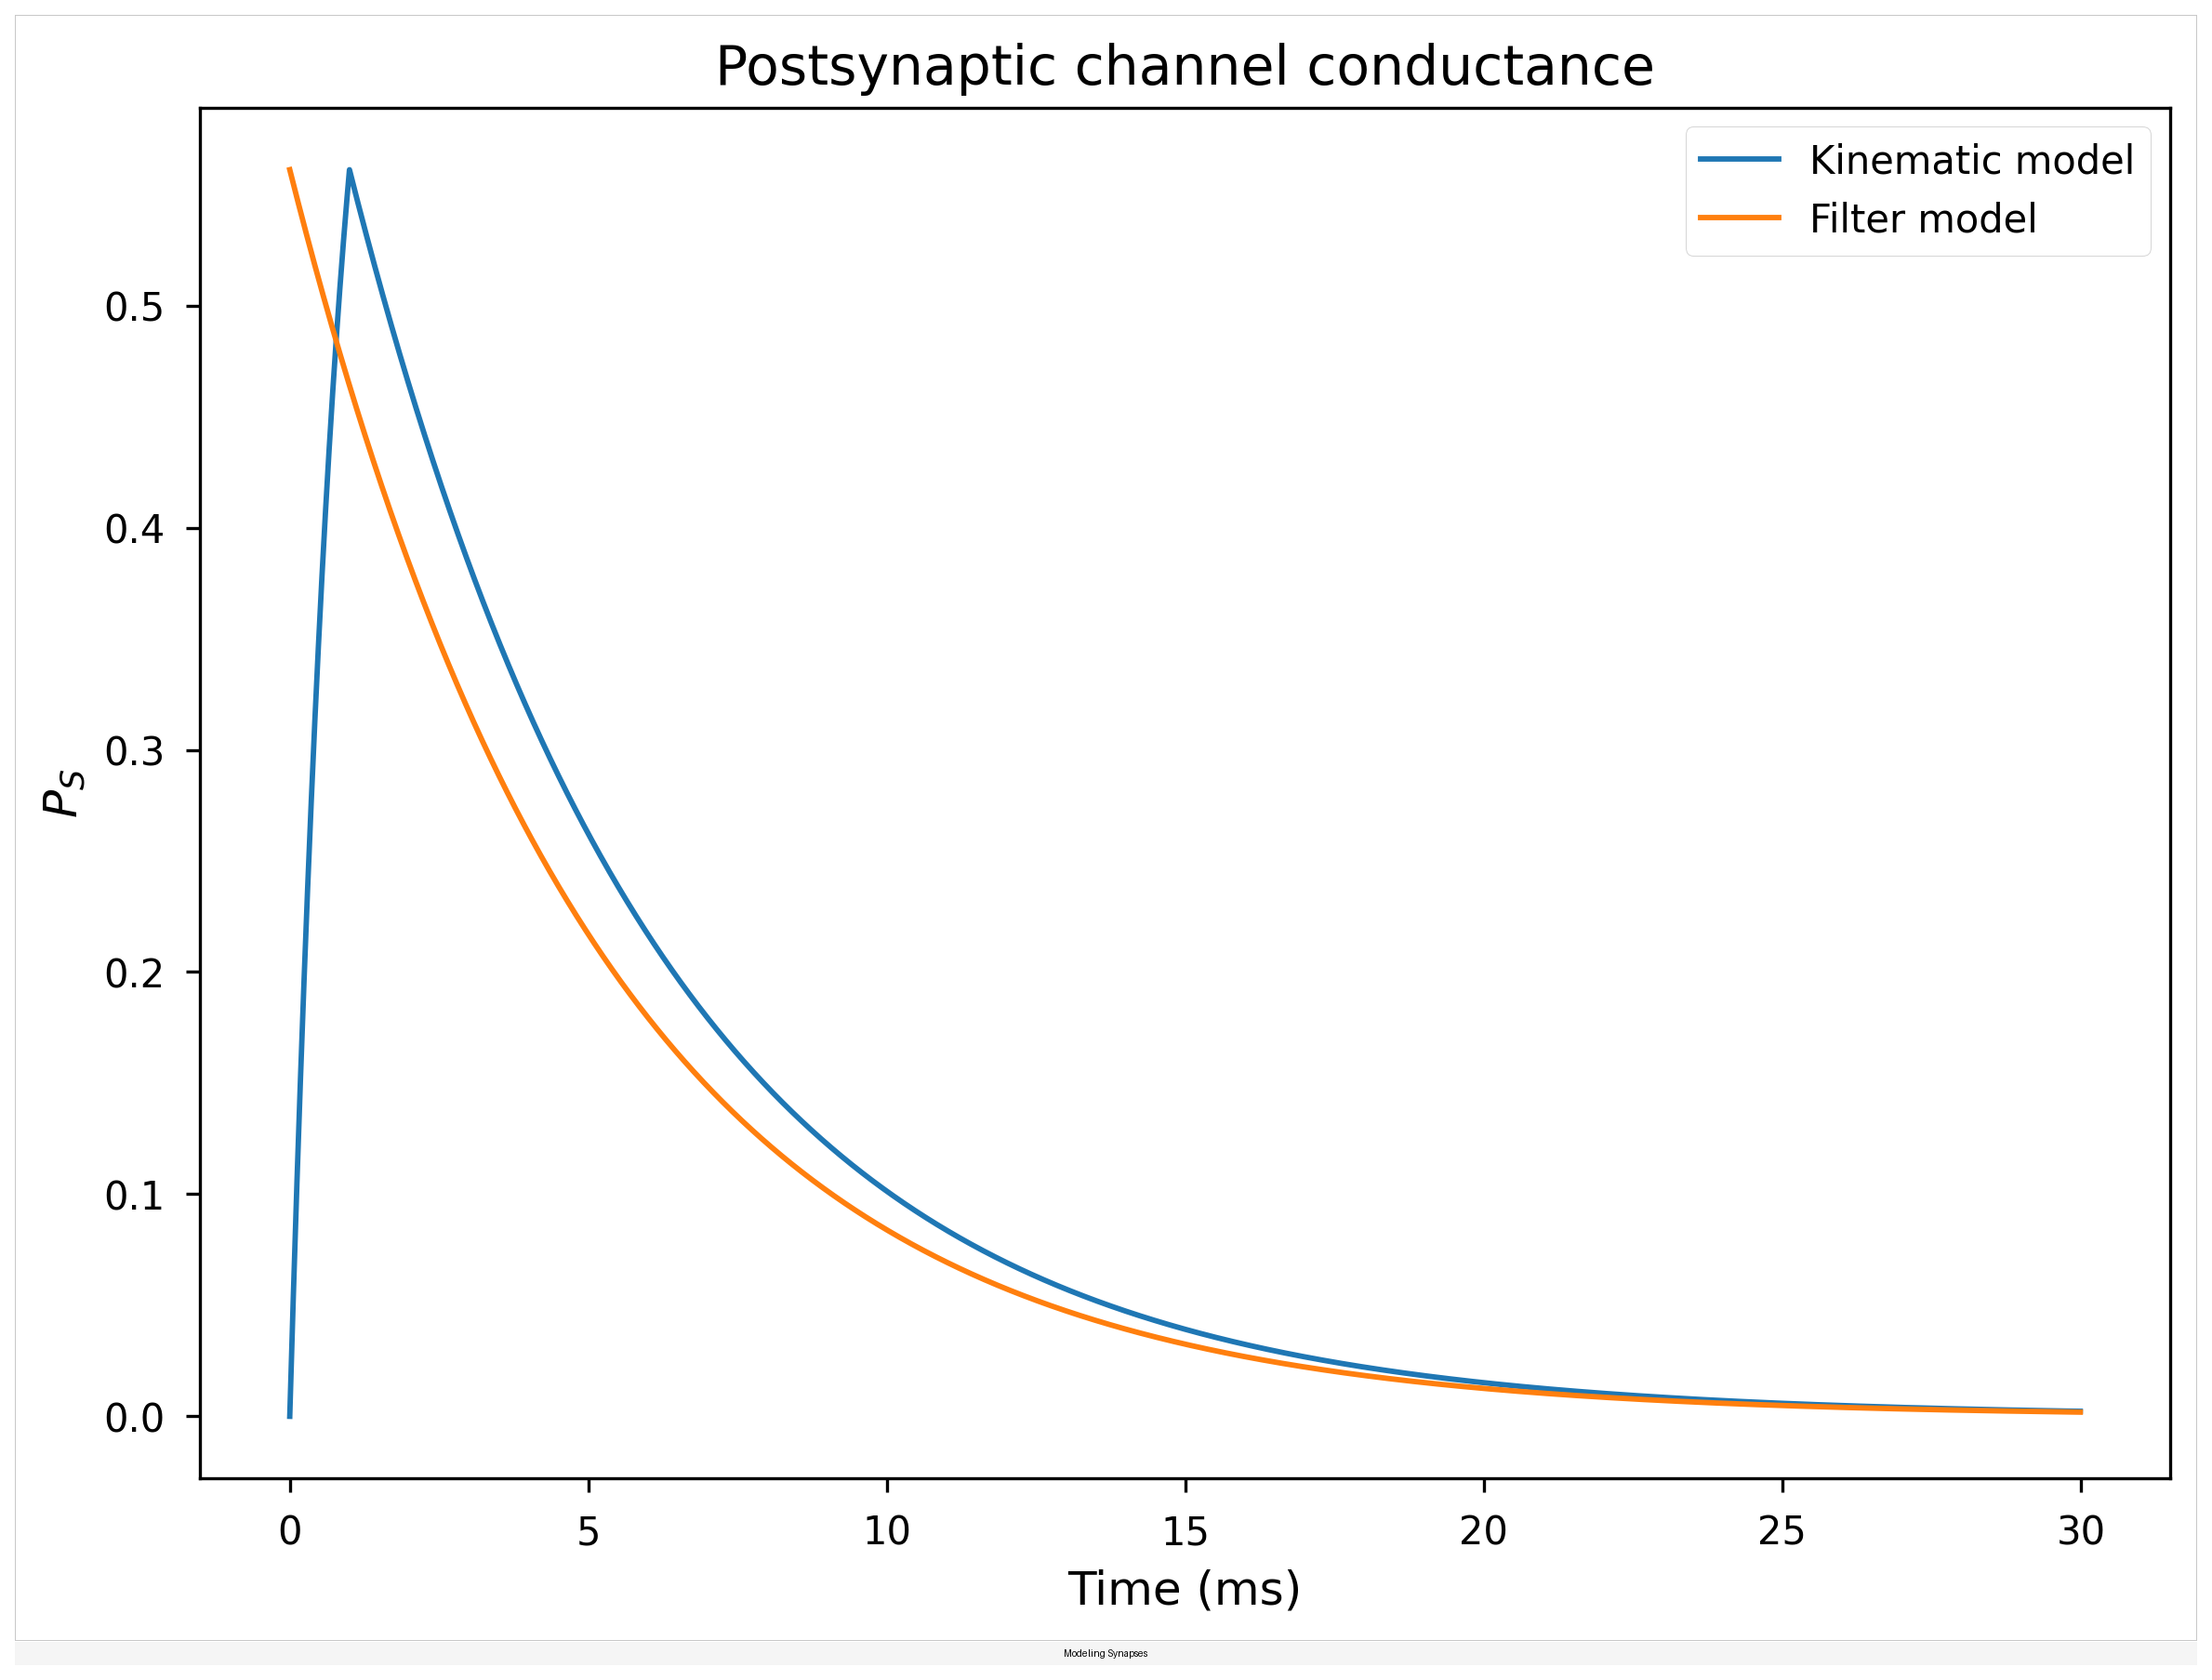 Postsynaptic channel conductance
Kinematic model
Filter model
0.5
0.4
0.3
0.2
0.1
0.0
Pₛ
0 5 10 15 20 25 30
Time (ms)
Modeling Synapses